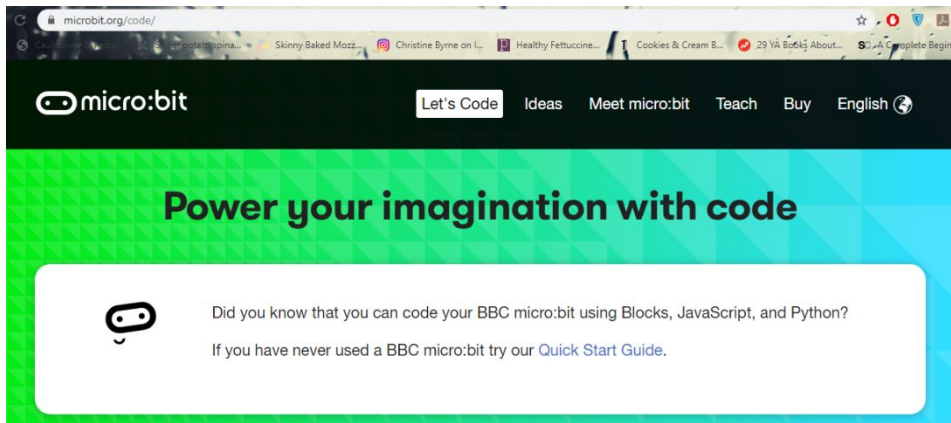 microbit.org/code/
Skinny Baked Mozz... Christine Byrne on I... Healthy Fettuccine... Cookies & Cream B... 29 YA Books About... A Complete Begin
micro:bit Let's Code Ideas Meet micro:bit Teach Buy English
Power your imagination with code
Did you know that you can code your BBC micro:bit using Blocks, JavaScript, and Python?
If you have never used a BBC micro:bit try our Quick Start Guide.